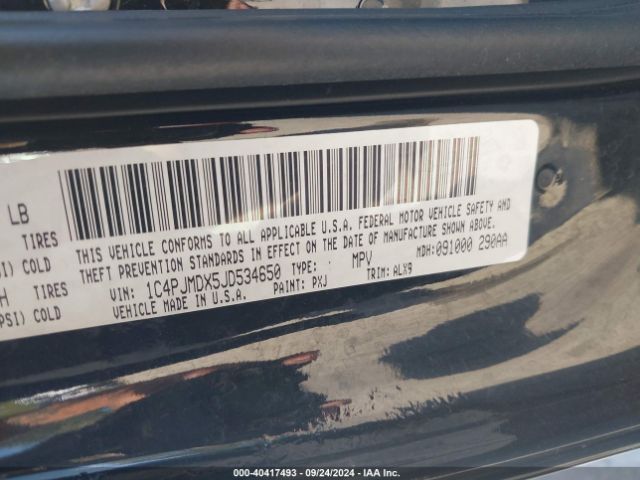 LB
TIRES
SI) COLD
H TIRES
PSI) COLD
THIS VEHICLE CONFORMS TO ALL APPLICABLE U.S.A. FEDERAL MOTOR VEHICLE SAFETY AND
THEFT PREVENTION STANDARDS IN EFFECT ON THE DATE OF MANUFACTURE SHOWN ABOVE.
VIN: 1C4PJMDX5JD534650 TYPE: MPV MDH:091000 290AA
VEHICLE MADE IN U.S.A. PAINT: PXJ TRIM: ALX9
000-40417493 - 09/24/2024 - IAA Inc.